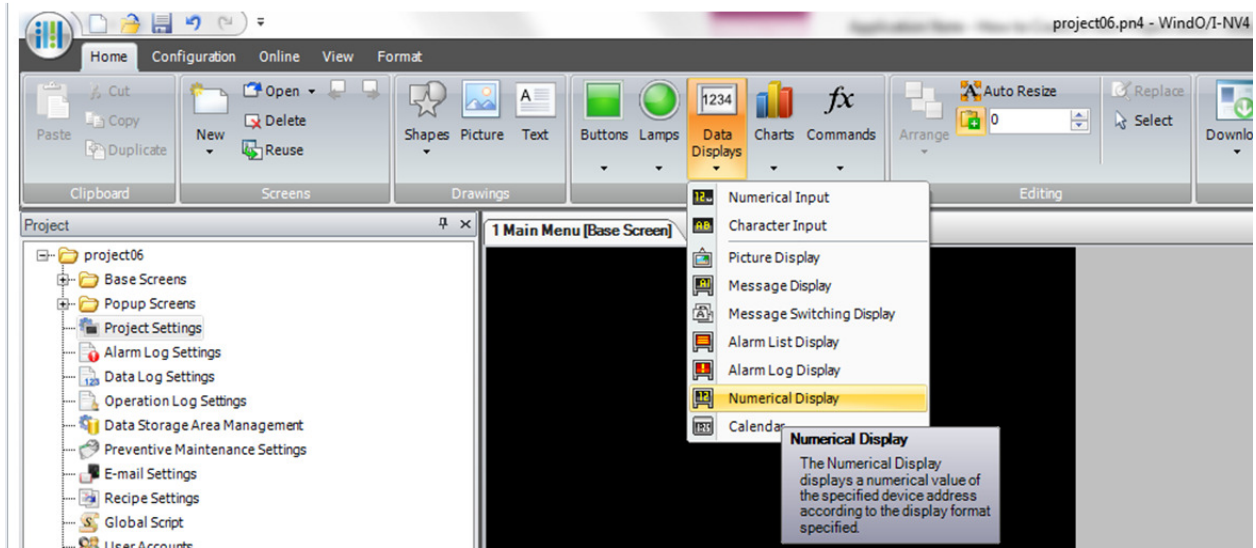 project06.pn4 - WindO/I-NV4
Home Configuration Online View Format
Cut
Copy
Duplicate
Paste
Clipboard
New
Open
Delete
Reuse
Screens
Shapes
Picture
Text
Drawings
Buttons
Lamps
1234
Data
Displays
Charts
fx
Commands
Arrange
Auto Resize
0
Editing
Replace
Select
Downlo
Project
project06
Base Screens
Popup Screens
Project Settings
Alarm Log Settings
Data Log Settings
Operation Log Settings
Data Storage Area Management
Preventive Maintenance Settings
E-mail Settings
Recipe Settings
Global Script
User Accounts
1 Main Menu [Base Screen]
Numerical Input
Character Input
Picture Display
Message Display
Message Switching Display
Alarm List Display
Alarm Log Display
Numerical Display
Calendar
Numerical Display
The Numerical Display
displays a numerical value of
the specified device address
according to the display format
specified.